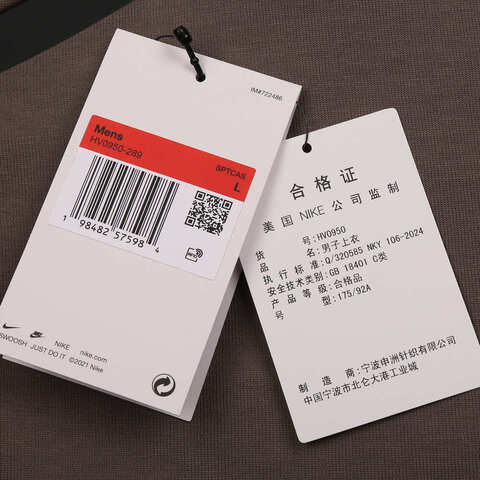 IM#722486
Mens
HV0950-289
SPTCAS
L
1 98482 57598 4
NFC
NIKE nike.com
SWOOSH JUST DO IT ©2021 Nike
合格证
美国 NIKE 公司监制
货 号:HV0950
品 名:男子上衣
执行标准:Q/320585 NKY 106-2024
安全技术类别:GB 18401 C类
产品等级:合格品
号 型:175/92A
制造商:宁波申洲针织有限公司
中国宁波市北仑大港工业城